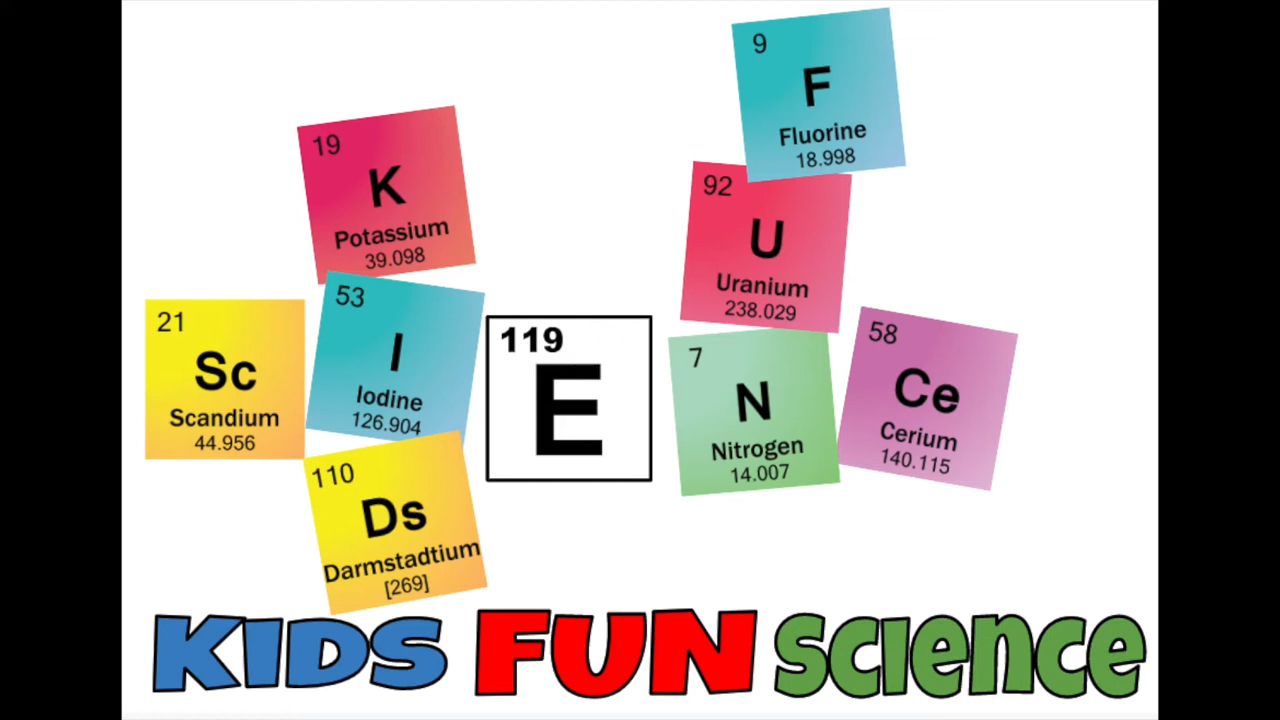 9
F
Fluorine
18.998
19
K
Potassium
39.098
92
U
Uranium
238.029
21
Sc
Scandium
44.956
53
I
Iodine
126.904
119
E
7
N
Nitrogen
14.007
58
Ce
Cerium
140.115
110
Ds
Darmstadtium
[269]
KIDS FUN SCIENCE